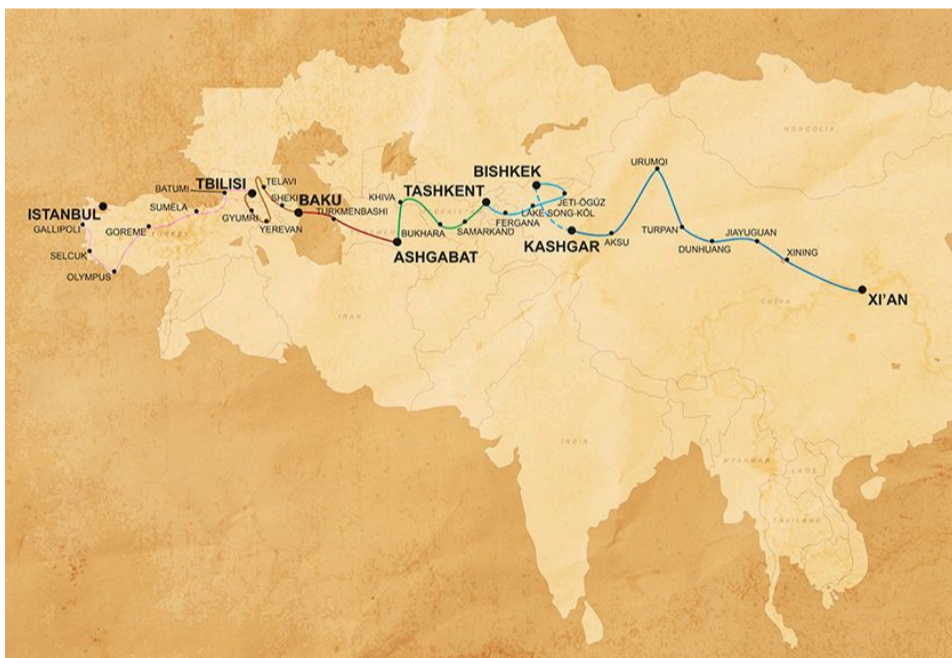 MONGOLIA
URUMQI
BISHKEK
TELAVI
TBILISI
BATUMI
TASHKENT
KHIVA
SHEKI
BAKU
JETI-ÖGÜZ
SUMELA
ISTANBUL
GYUMRI
TURKMENBASHI
LAKE SONG-KÖL
FERGANA
GALLIPOLI
YEREVAN
GOREME
TURKEY
BUKHARA
SAMARKAND
TURPAN
JIAYUGUAN
KASHGAR
AKSU
DUNHUANG
SELCUK
ASHGABAT
XINING
OLYMPUS
XI'AN
CHINA
IRAN
INDIA
MYANMAR
LAOS
THAILAND